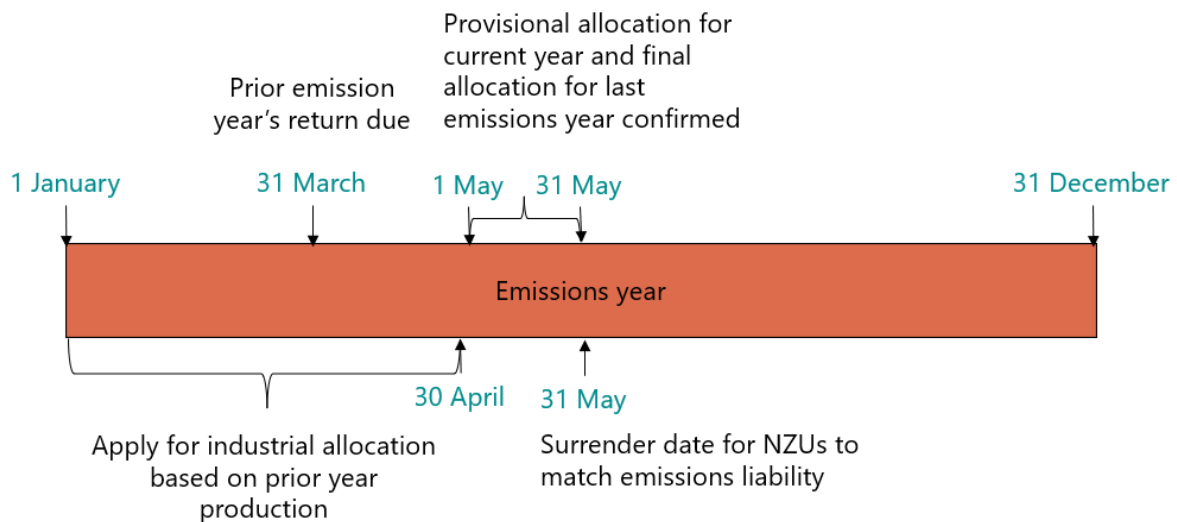 Provisional allocation for
current year and final
allocation for last
emissions year confirmed
Prior emission
year's return due
1 January
31 March
1 May
31 May
31 December
Emissions year
30 April
31 May
Apply for industrial allocation
based on prior year
production
Surrender date for NZUs to
match emissions liability